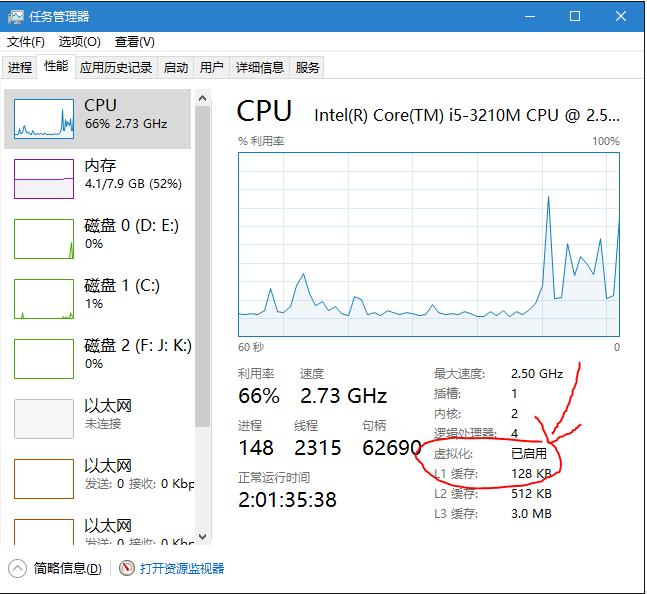 任务管理器
文件(F) 选项(O) 查看(V)
进程 性能 应用历史记录 启动 用户 详细信息 服务
CPU
66% 2.73 GHz
内存
4.1/7.9 GB (52%)
磁盘 0 (D: E:)
0%
磁盘 1 (C:)
1%
磁盘 2 (F: J: K:)
0%
以太网
未连接
以太网
发送: 0 接收: 0 Kbp
以太网
发送: 0 接收: 0 Kbp
CPU Intel(R) Core(TM) i5-3210M CPU @ 2.5...
% 利用率 100%
60 秒 0
利用率 速度
66% 2.73 GHz
进程 线程 句柄
148 2315 62690
正常运行时间
2:01:35:38
最大速度: 2.50 GHz
插槽: 1
内核: 2
逻辑处理器: 4
虚拟化: 已启用
L1 缓存: 128 KB
L2 缓存: 512 KB
L3 缓存: 3.0 MB
简略信息(D) 打开资源监视器